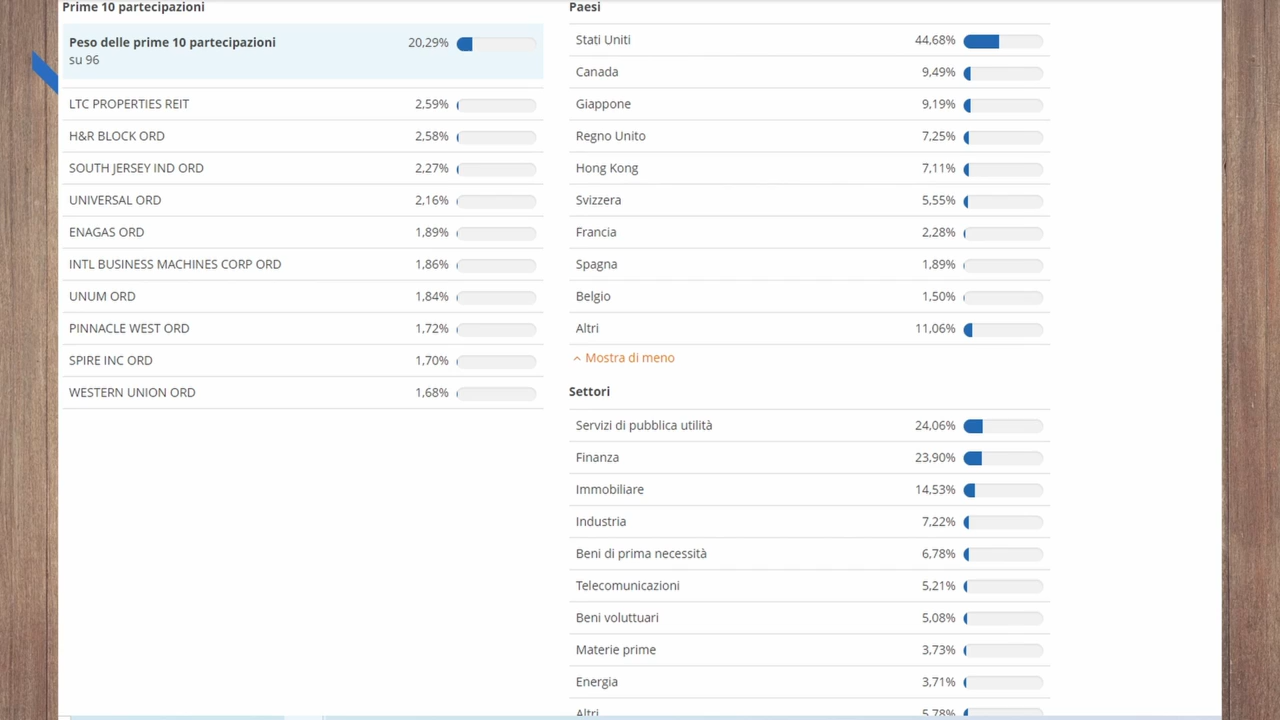 Prime 10 partecipazioni
Peso delle prime 10 partecipazioni 20,29%
su 96
LTC PROPERTIES REIT 2,59%
H&R BLOCK ORD 2,58%
SOUTH JERSEY IND ORD 2,27%
UNIVERSAL ORD 2,16%
ENAGAS ORD 1,89%
INTL BUSINESS MACHINES CORP ORD 1,86%
UNUM ORD 1,84%
PINNACLE WEST ORD 1,72%
SPIRE INC ORD 1,70%
WESTERN UNION ORD 1,68%
Paesi
Stati Uniti 44,68%
Canada 9,49%
Giappone 9,19%
Regno Unito 7,25%
Hong Kong 7,11%
Svizzera 5,55%
Francia 2,28%
Spagna 1,89%
Belgio 1,50%
Altri 11,06%
Mostra di meno
Settori
Servizi di pubblica utilità 24,06%
Finanza 23,90%
Immobiliare 14,53%
Industria 7,22%
Beni di prima necessità 6,78%
Telecomunicazioni 5,21%
Beni voluttuari 5,08%
Materie prime 3,73%
Energia 3,71%
Altri 5,78%